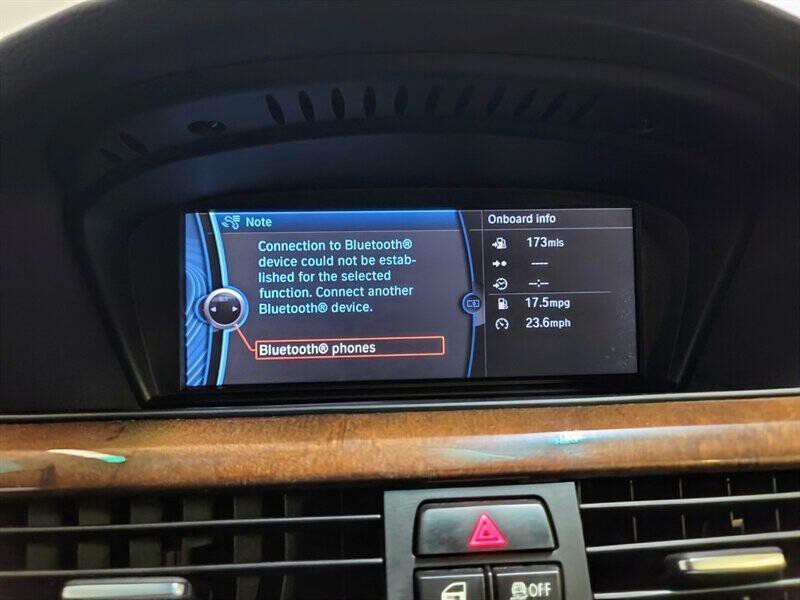 Note
Connection to Bluetooth®
device could not be estab-
lished for the selected
function. Connect another
Bluetooth® device.
Bluetooth® phones
Onboard info
173mls
----
--:--
17.5mpg
23.6mph
OFF